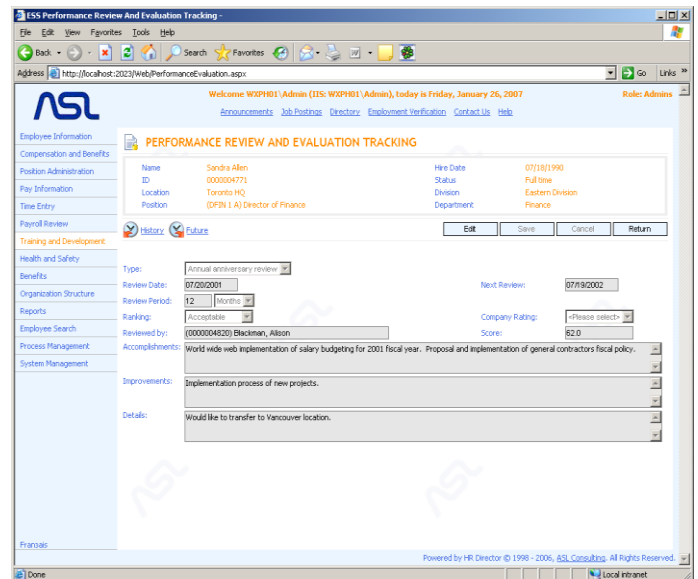 ESS Performance Review And Evaluation Tracking -
File Edit View Favorites Tools Help
Back Search Favorites
Address http://localhost:2023/Web/PerformanceEvaluation.aspx Go Links »
ASL
Welcome WXPH01\Admin (IIS: WXPH01\Admin), today is Friday, January 26, 2007 Role: Admins
Announcements Job Postings Directory Employment Verification Contact Us Help
Employee Information
Compensation and Benefits
Position Administration
Pay Information
Time Entry
Payroll Review
Training and Development
Health and Safety
Benefits
Organization Structure
Reports
Employee Search
Process Management
System Management
Fransais
PERFORMANCE REVIEW AND EVALUATION TRACKING
Name Sandra Allen Hire Date 07/18/1990
ID 0000004771 Status Full time
Location Toronto HQ Division Eastern Division
Position (DFIN 1 A) Director of Finance Department Finance
History Future Edit Save Cancel Return
Type: Annual anniversary review
Review Date: 07/20/2001 Next Review: 07/19/2002
Review Period: 12 Months
Ranking: Acceptable Company Rating: <Please select>
Reviewed by: (0000004820) Blackman, Alison Score: 62.0
Accomplishments: World wide web implementation of salary budgeting for 2001 fiscal year. Proposal and implementation of general contractors fiscal policy.
Improvements: Implementation process of new projects.
Details: Would like to transfer to Vancouver location.
ASL
ASL
Powered by HR Director © 1998 - 2006, ASL Consulting. All Rights Reserved.
Done Local intranet